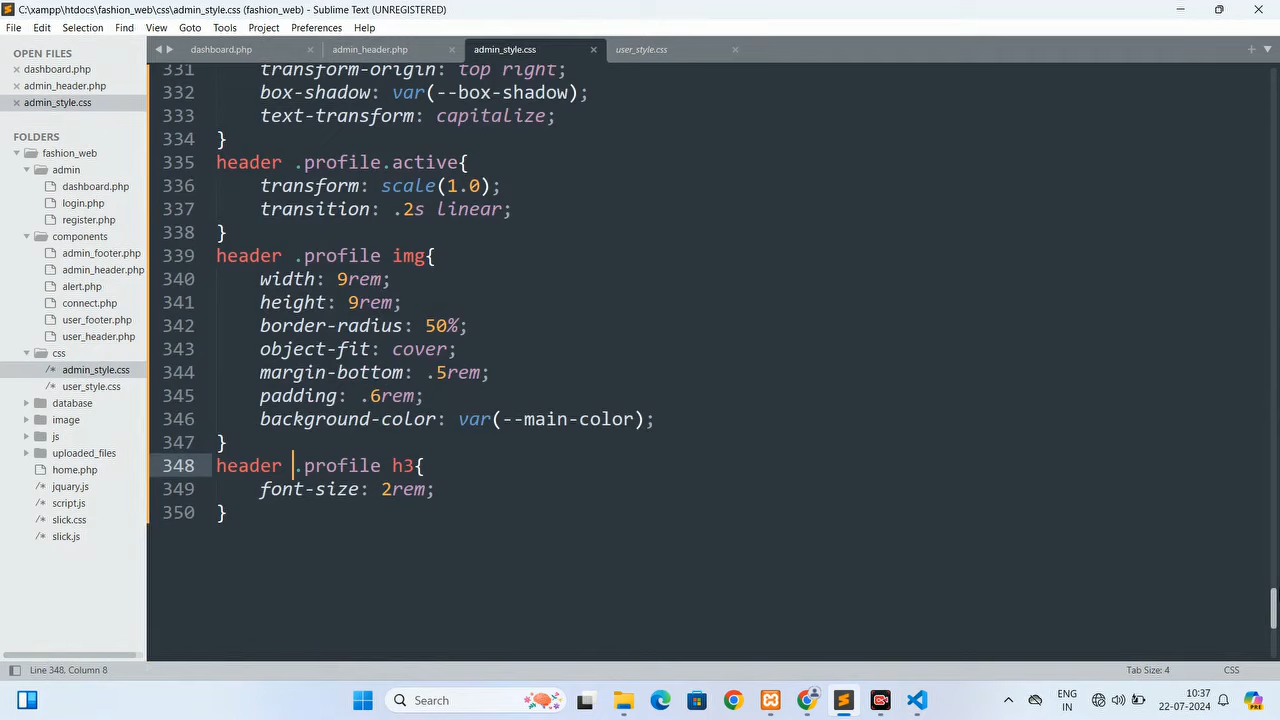 C:\xampp\htdocs\fashion_web\css\admin_style.css (fashion_web) - Sublime Text (UNREGISTERED)
File Edit Selection Find View Goto Tools Project Preferences Help
OPEN FILES
dashboard.php
admin_header.php
admin_style.css
FOLDERS
fashion_web
admin
dashboard.php
login.php
register.php
components
admin_footer.php
admin_header.php
alert.php
connect.php
user_footer.php
user_header.php
css
admin_style.css
user_style.css
database
image
js
uploaded_files
home.php
jquary.js
script.js
slick.css
slick.js
dashboard.php admin_header.php admin_style.css user_style.css
331 transform-origin: top right;
332 box-shadow: var(--box-shadow);
333 text-transform: capitalize;
334 }
335 header .profile.active{
336 transform: scale(1.0);
337 transition: .2s linear;
338 }
339 header .profile img{
340 width: 9rem;
341 height: 9rem;
342 border-radius: 50%;
343 object-fit: cover;
344 margin-bottom: .5rem;
345 padding: .6rem;
346 background-color: var(--main-color);
347 }
348 header .profile h3{
349 font-size: 2rem;
350 }
Line 348, Column 8 Tab Size: 4 CSS
Search ENG IN 10:37 22-07-2024